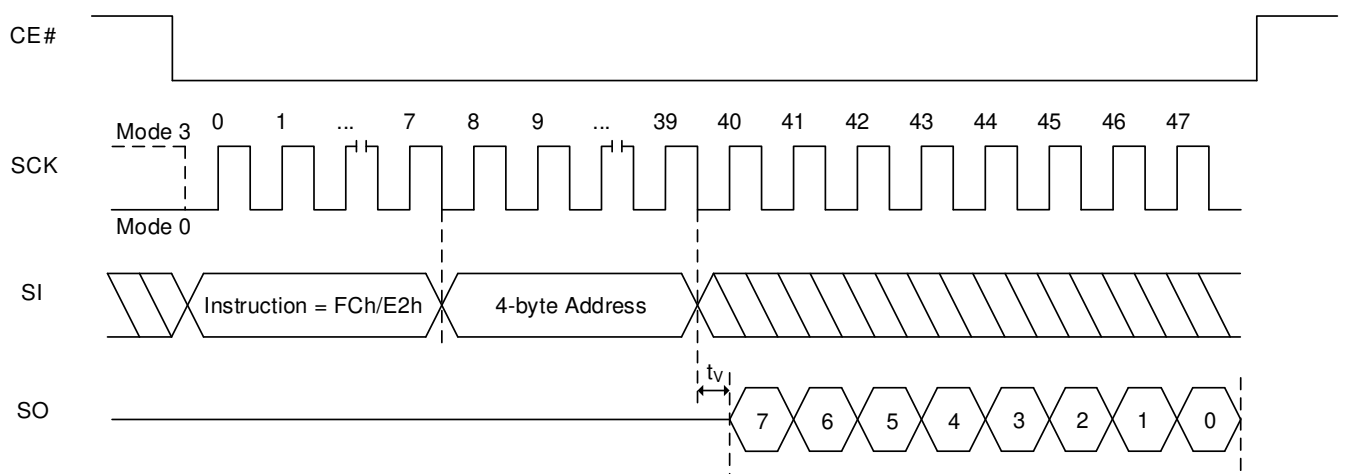 CE#
Mode 3 0 1 ... 7 8 9 ... 39 40 41 42 43 44 45 46 47
SCK
Mode 0
SI Instruction = FCh/E2h 4-byte Address
tV
SO 7 6 5 4 3 2 1 0